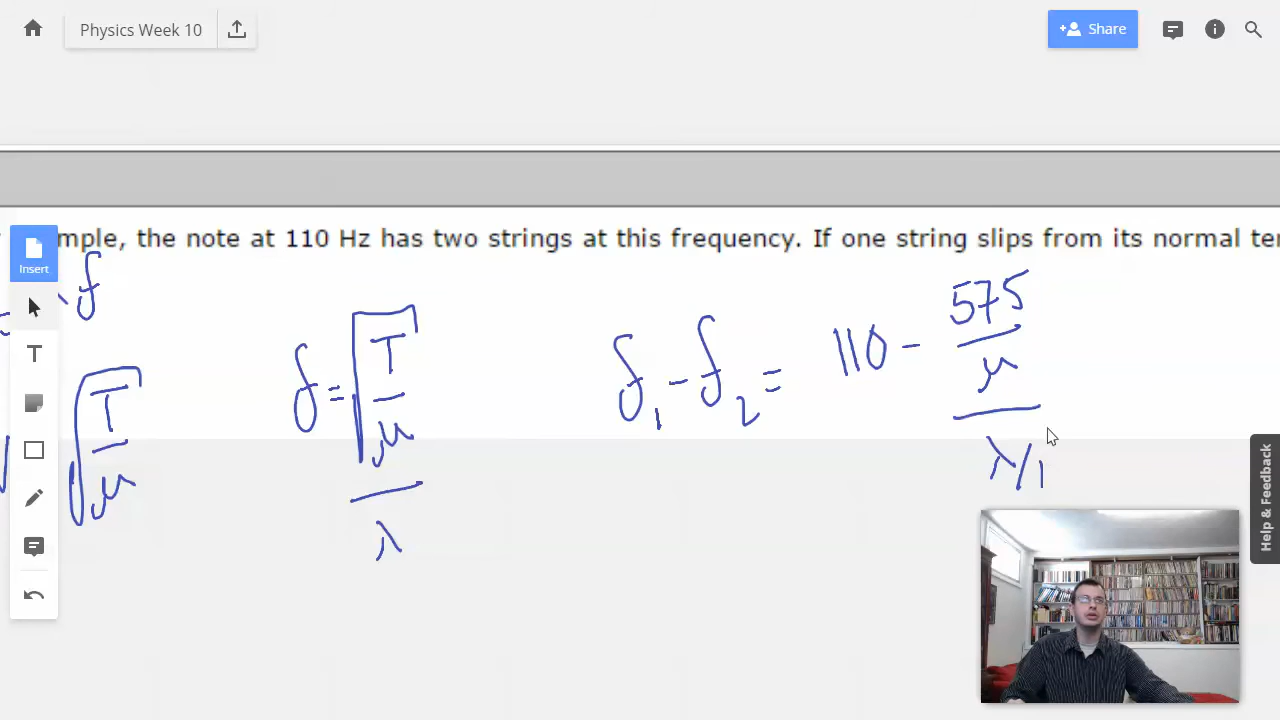 Physics Week 10
Share
mple, the note at 110 Hz has two strings at this frequency. If one string slips from its normal ter
Insert
f
√T/μ
f = √T/μ / λ
f₁ - f₂ = 110 - 575/μ / λ/1
Help & Feedback